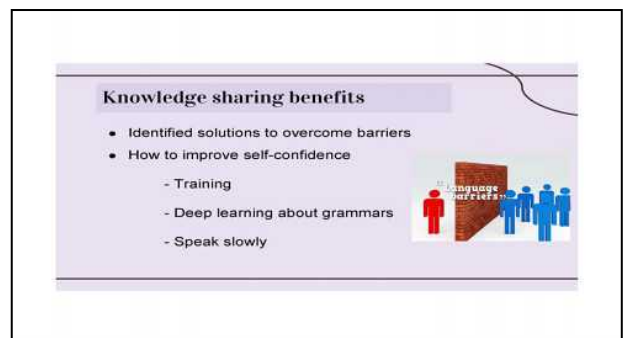 Knowledge sharing benefits
• Identified solutions to overcome barriers
• How to improve self-confidence
- Training
- Deep learning about grammars
- Speak slowly
"Language
barriers"